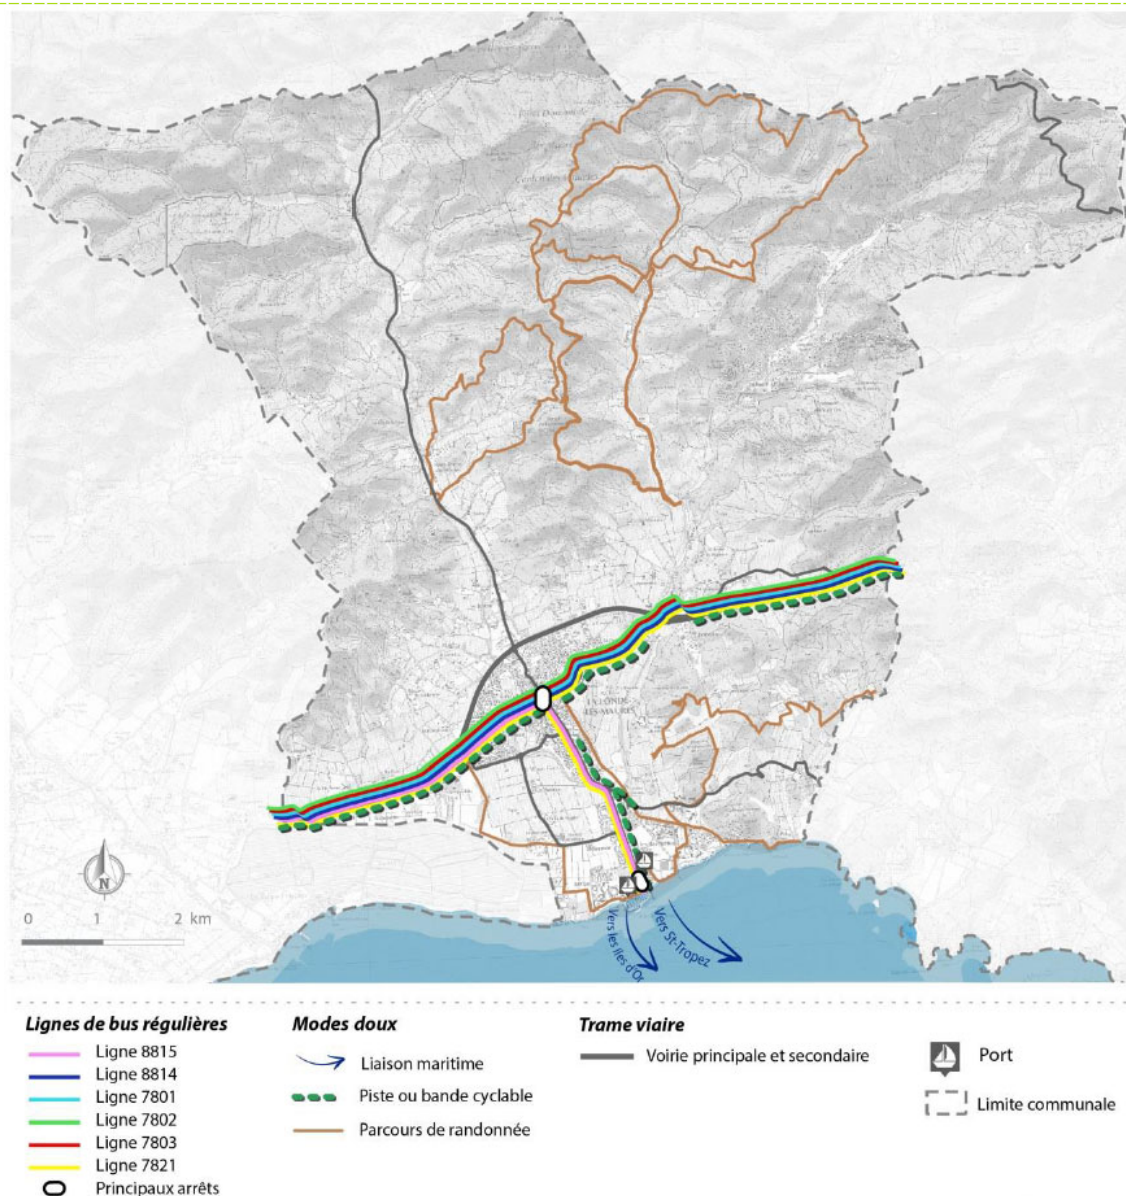 LA LONDE-
LES-MAURES
Vers les îles d'Or
Vers St-Tropez
N
0 1 2 km
Lignes de bus régulières
Ligne 8815
Ligne 8814
Ligne 7801
Ligne 7802
Ligne 7803
Ligne 7821
Principaux arrêts
Modes doux
Liaison maritime
Piste ou bande cyclable
Parcours de randonnée
Trame viaire
Voirie principale et secondaire
Port
Limite communale